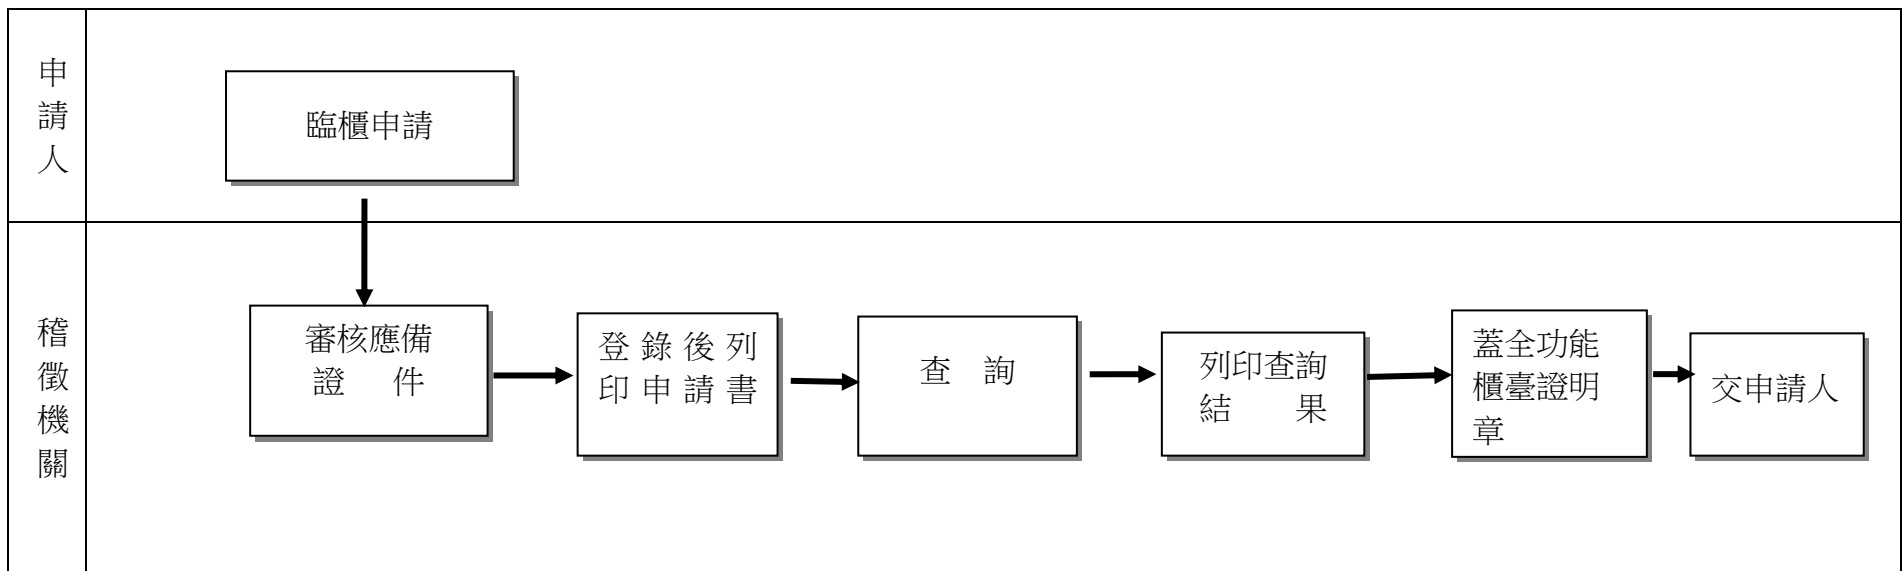 申請人
臨櫃申請
稽徵機關
審核應備
證件
登錄後列
印申請書
查詢
列印查詢
結果
蓋全功能
櫃臺證明
章
交申請人